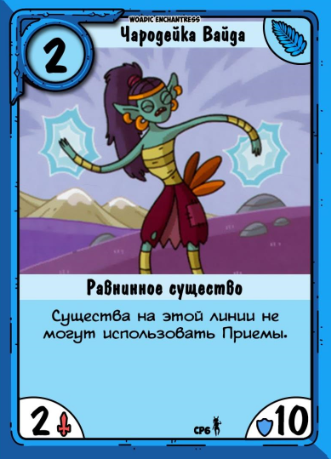 WOADIC ENCHANTRESS
2
Чародейка Вайда
Равнинное существо
Существа на этой линии не
могут использовать Приемы.
2
CP6
10